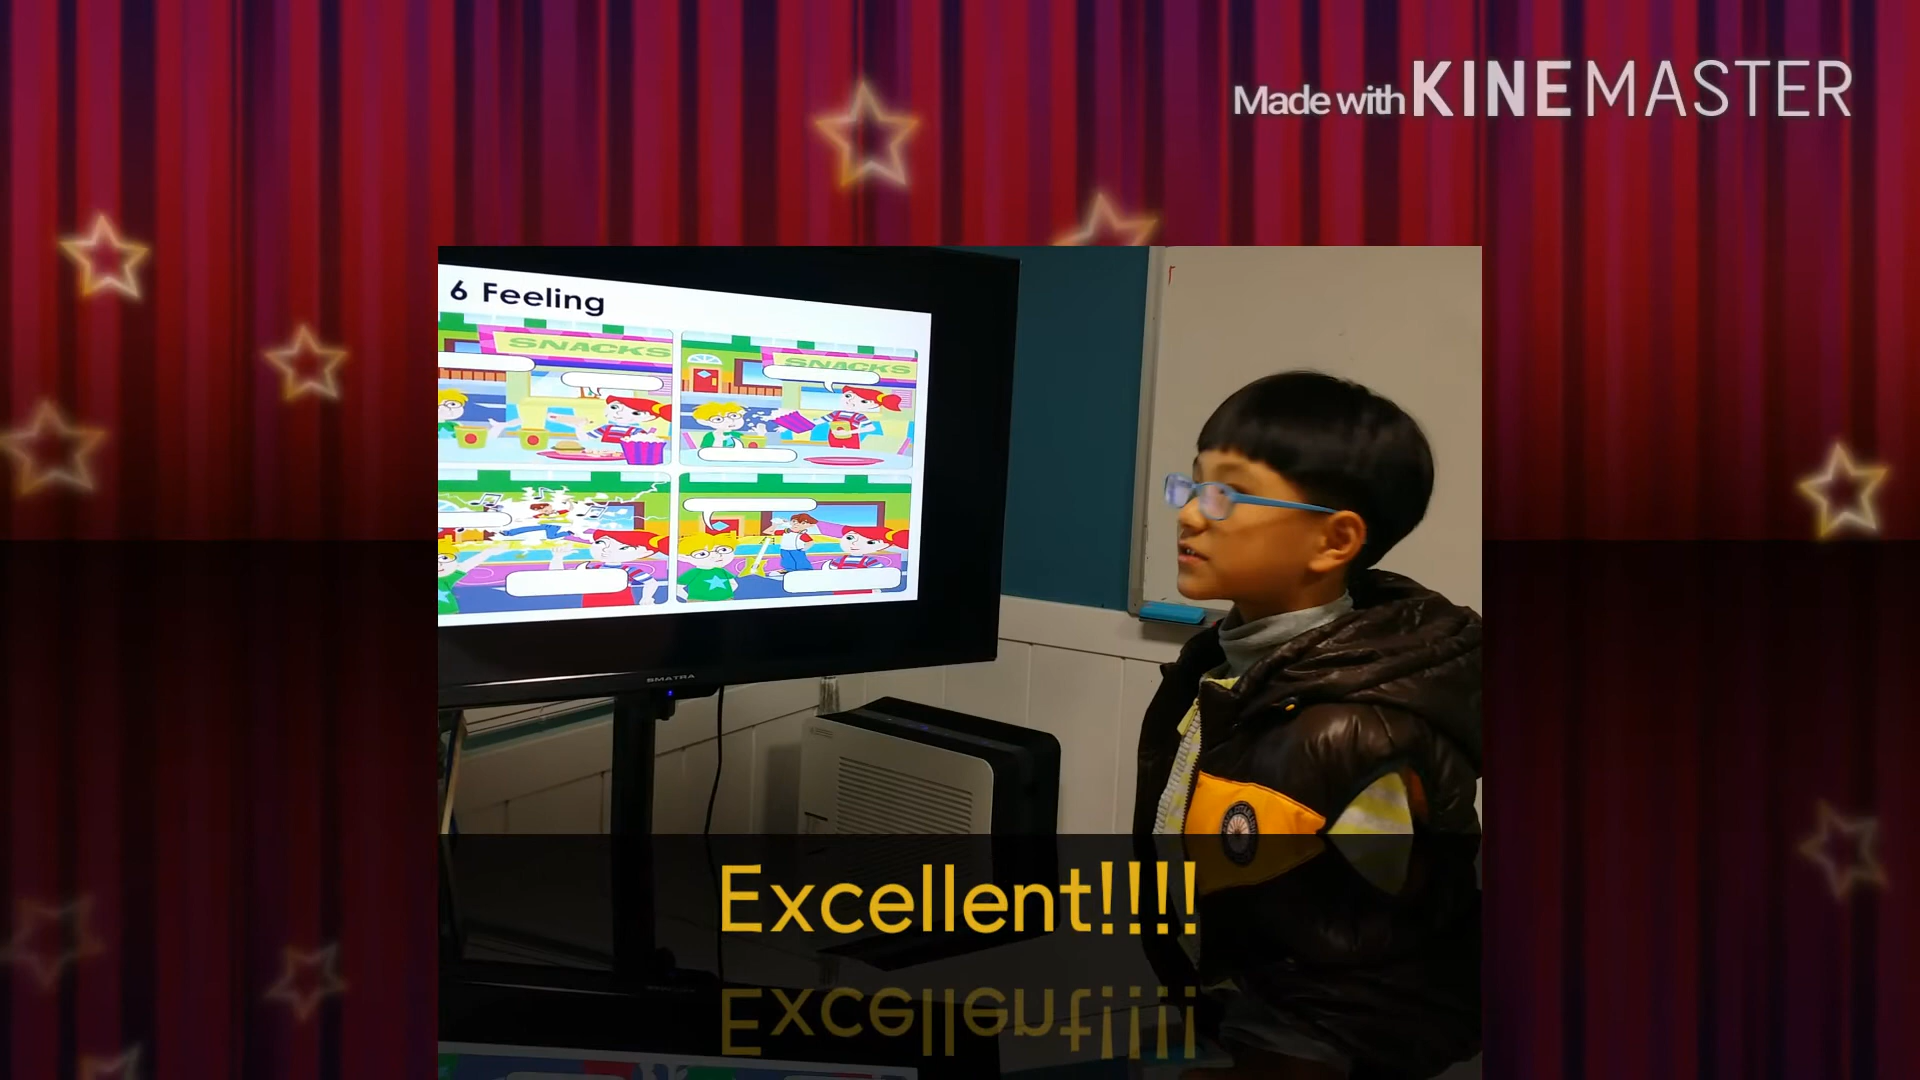 Made with KINEMASTER
6 Feeling
SNACKS
SNACKS
SMATRA
Excellent!!!!